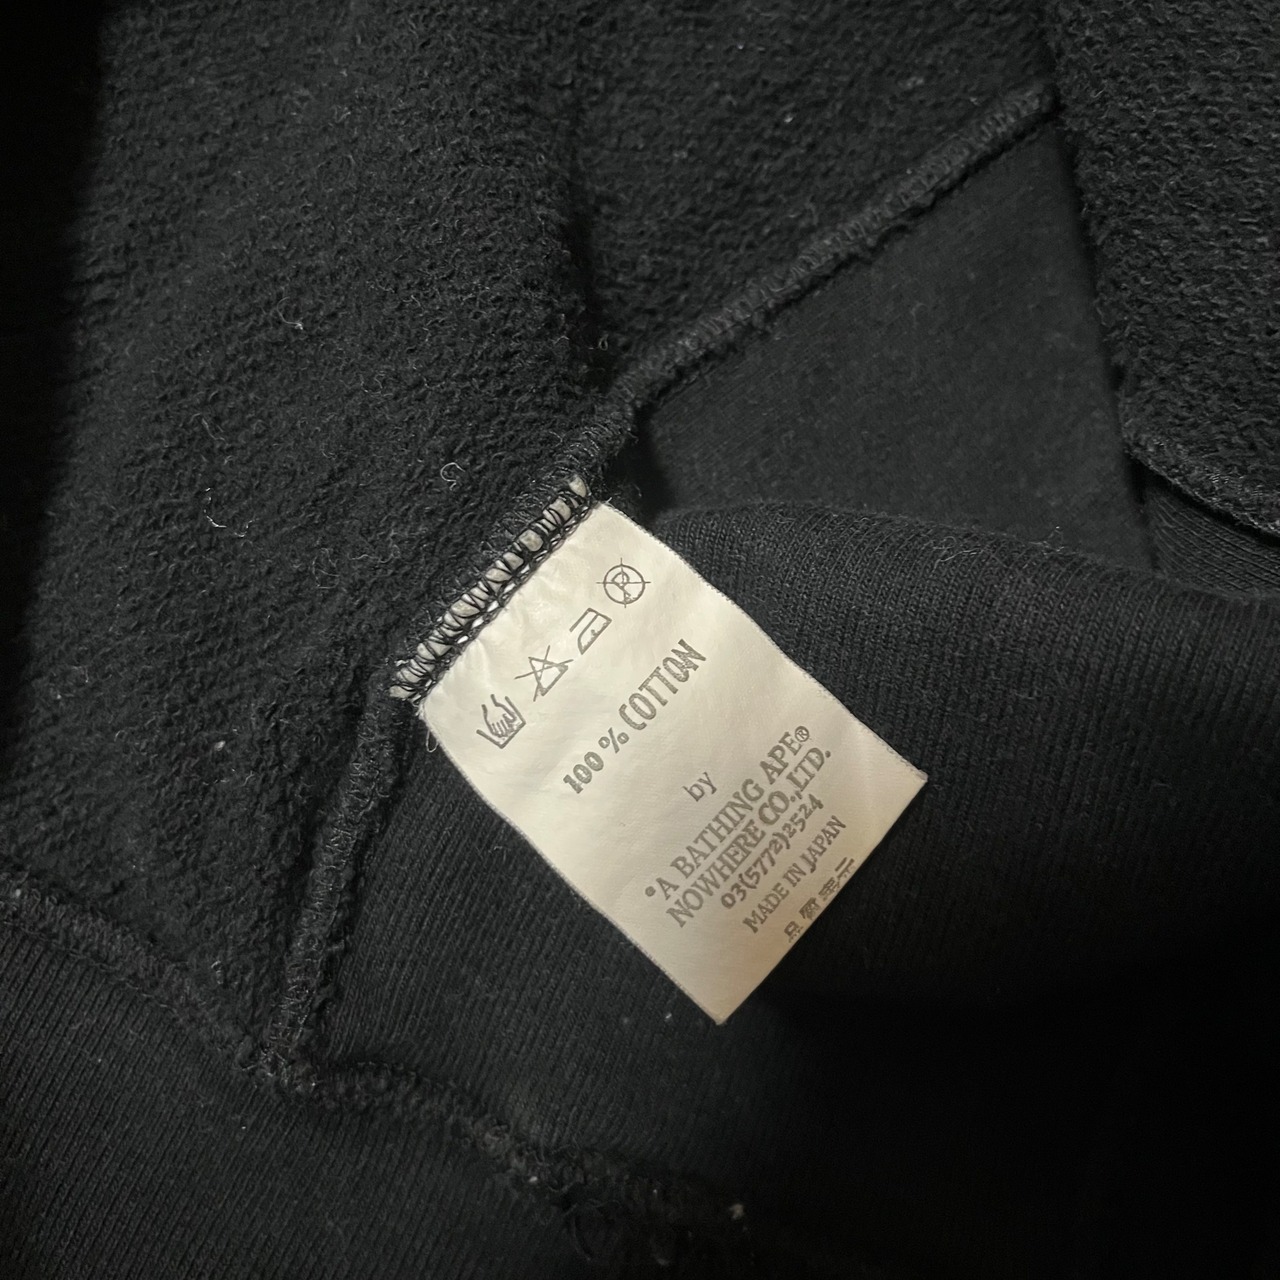 P
100% COTTON
by
°A BATHING APE®
NOWHERE CO.,LTD.
03(5772)2524
MADE IN JAPAN